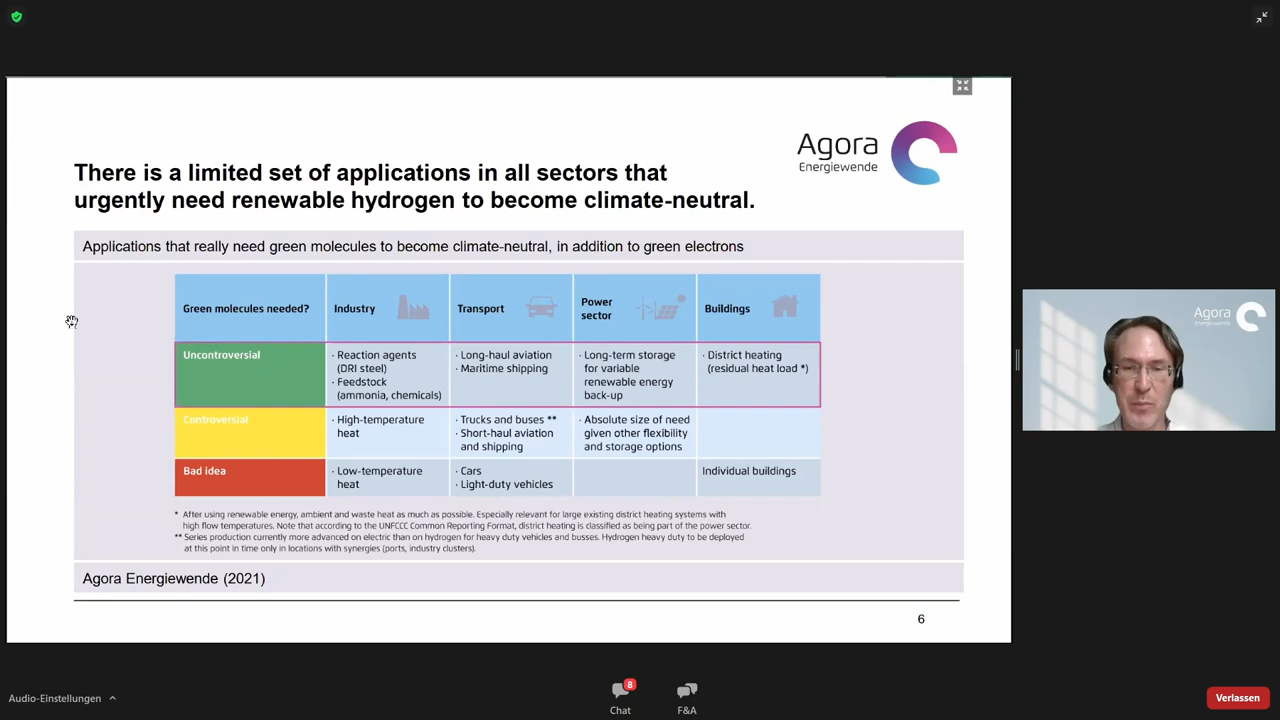 Agora
Energiewende
There is a limited set of applications in all sectors that
urgently need renewable hydrogen to become climate-neutral.
Applications that really need green molecules to become climate-neutral, in addition to green electrons
Green molecules needed?
Industry
Transport
Power
sector
Buildings
Uncontroversial
· Reaction agents
(DRI steel)
· Feedstock
(ammonia, chemicals)
· Long-haul aviation
· Maritime shipping
· Long-term storage
for variable
renewable energy
back-up
· District heating
(residual heat load *)
Controversial
· High-temperature
heat
· Trucks and buses **
· Short-haul aviation
and shipping
· Absolute size of need
given other flexibility
and storage options
Bad idea
· Low-temperature
heat
· Cars
· Light-duty vehicles
Individual buildings
* After using renewable energy, ambient and waste heat as much as possible. Especially relevant for large existing district heating systems with
high flow temperatures. Note that according to the UNFCCC Common Reporting Format, district heating is classified as being part of the power sector.
** Series production currently more advanced on electric than on hydrogen for heavy duty vehicles and busses. Hydrogen heavy duty to be deployed
at this point in time only in locations with synergies (ports, industry clusters).
Agora Energiewende (2021)
6
Agora
Energiewende
Audio-Einstellungen
8
Chat
F&A
Verlassen